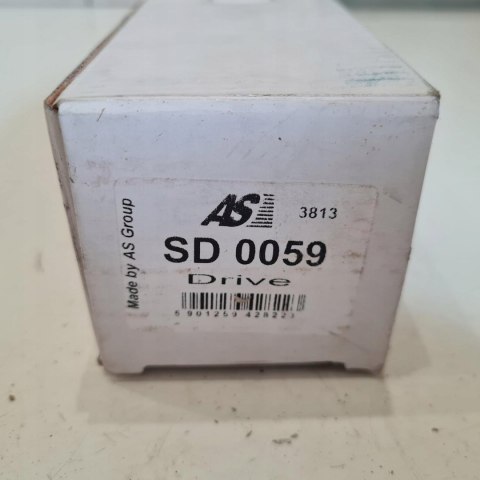 AS
3813
SD 0059
Drive
5 901259 428223
Made by AS Group